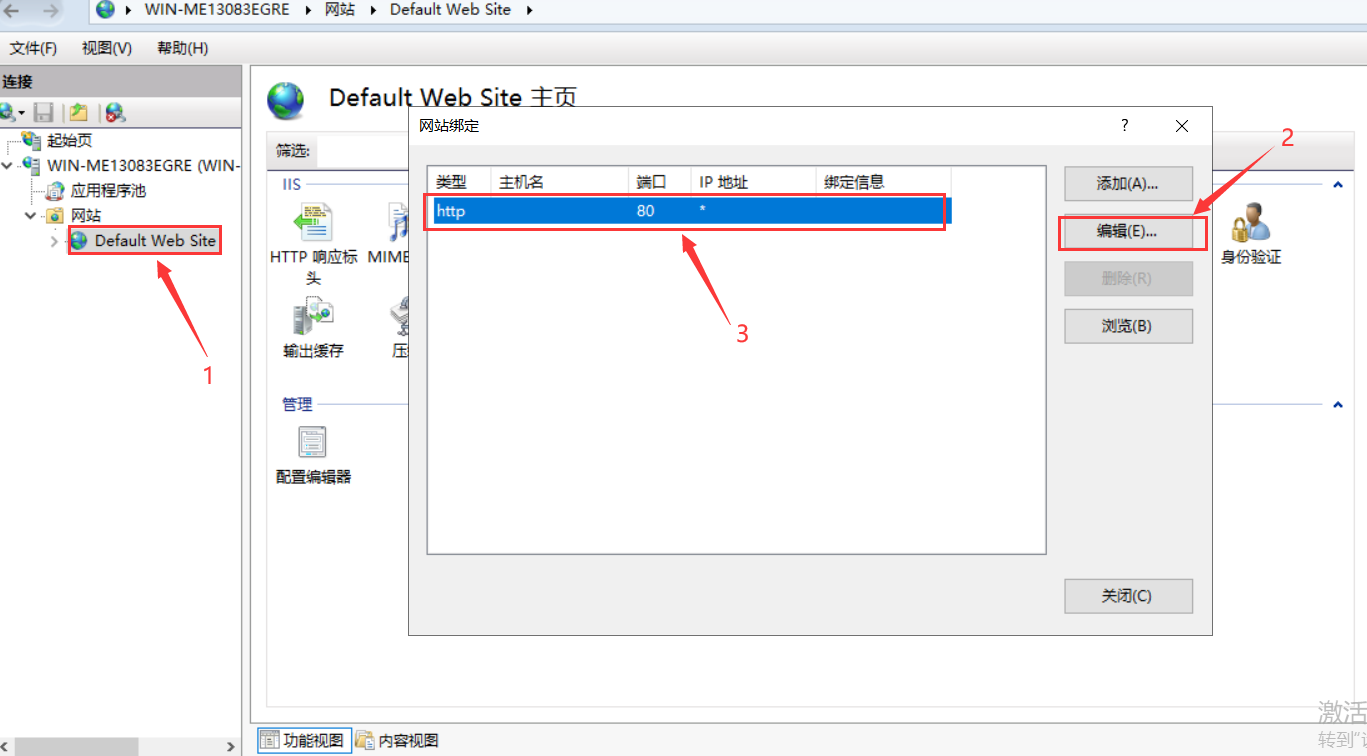 WIN-ME13083EGRE 网站 Default Web Site
文件(F) 视图(V) 帮助(H)
连接
起始页
WIN-ME13083EGRE (WIN-
应用程序池
网站
Default Web Site
1
Default Web Site 主页
筛选:
IIS
HTTP 响应标
头
MIME
输出缓存
压
管理
配置编辑器
网站绑定
?
类型 主机名 端口 IP 地址 绑定信息
http 80 *
3
添加(A)...
编辑(E)...
删除(R)
浏览(B)
关闭(C)
2
身份验证
功能视图 内容视图
激活
转到"